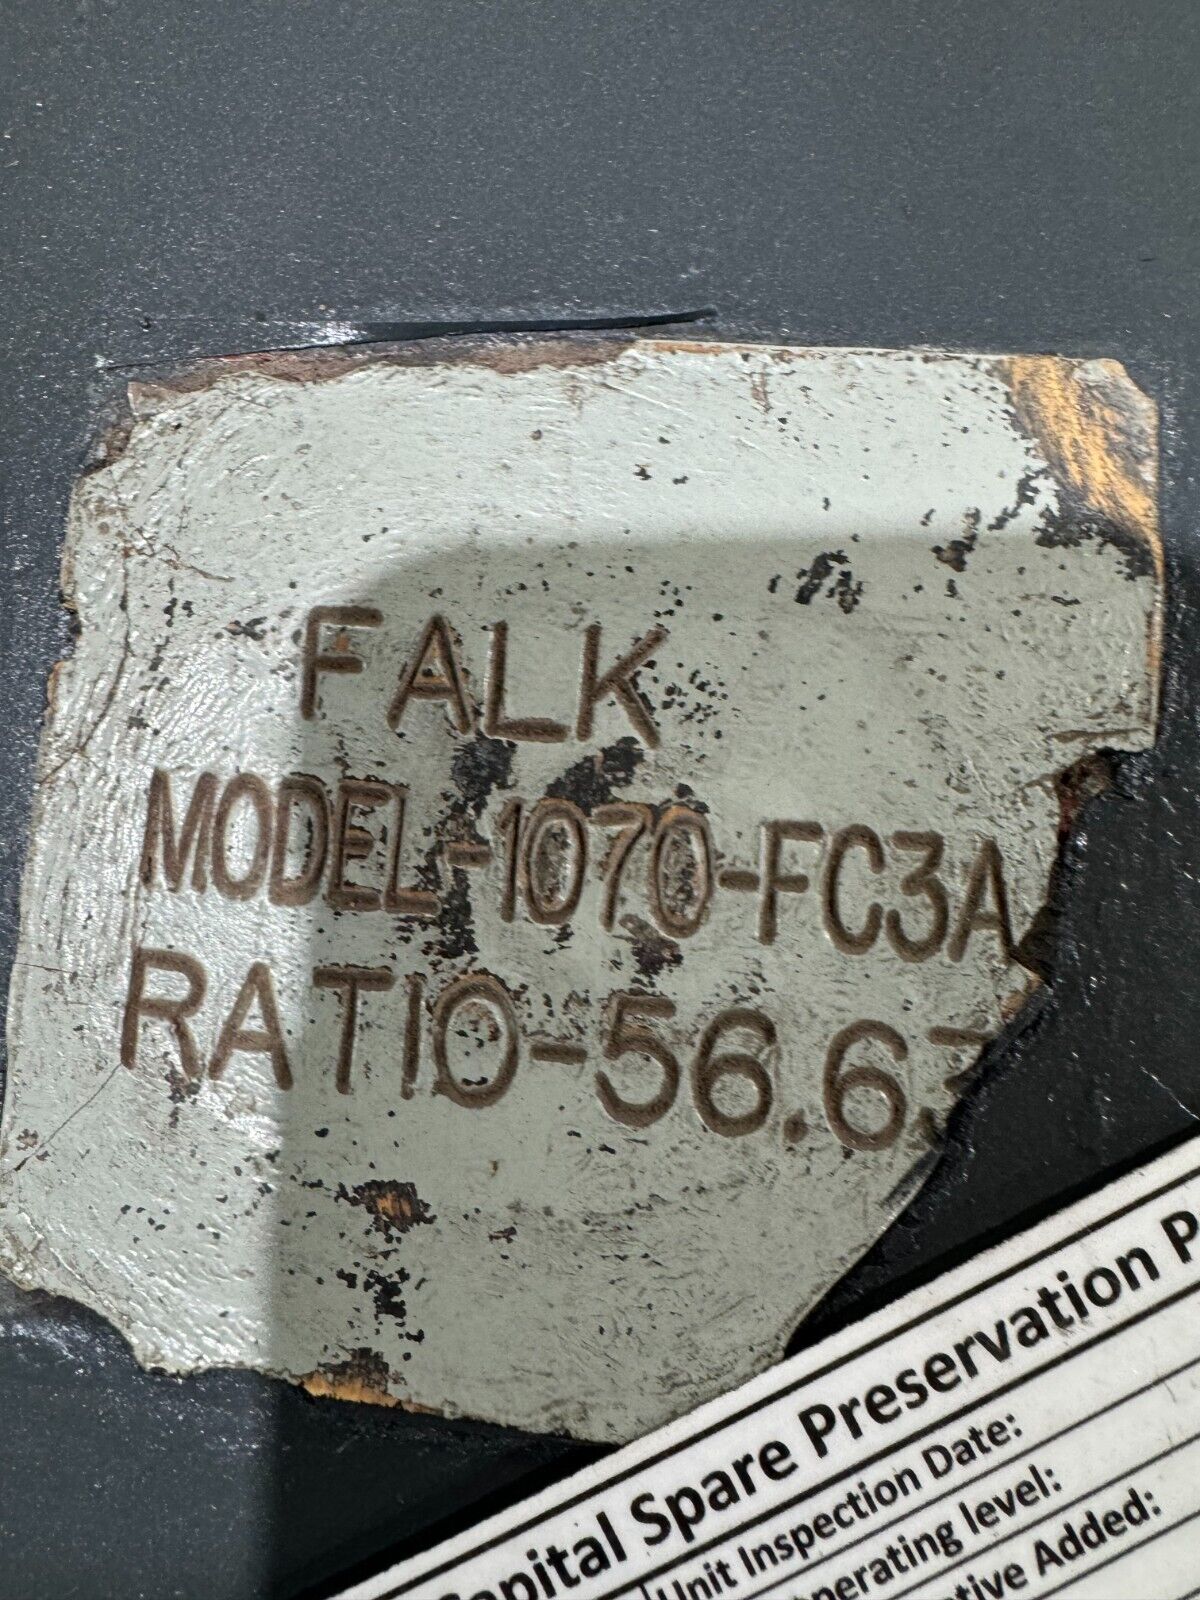 FALK
MODEL-1070-FC3A
RATIO-56.6
Capital Spare Preservation P
Unit Inspection Date:
Operating level:
tive Added: